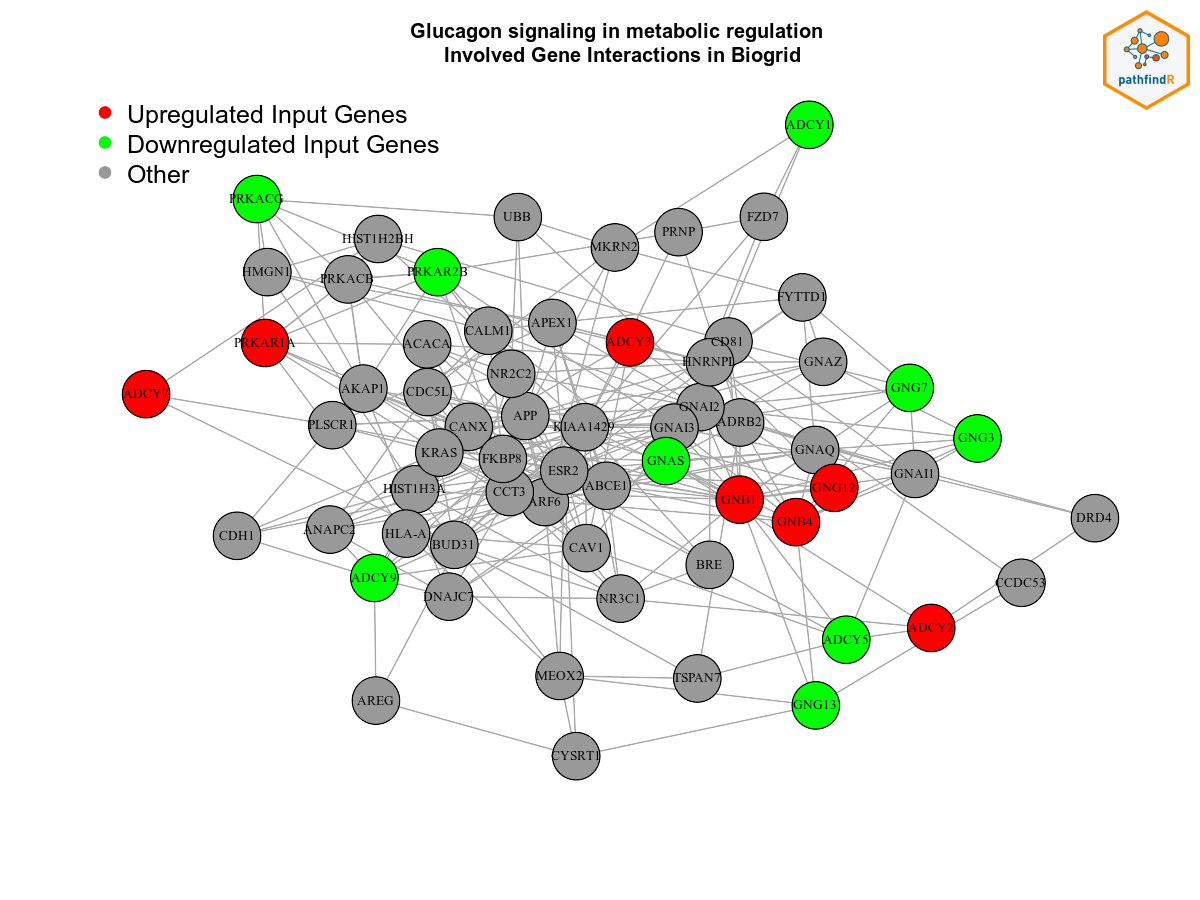 Glucagon signaling in metabolic regulation
Involved Gene Interactions in Biogrid
pathfindR
Upregulated Input Genes
Downregulated Input Genes
Other
ADCY1
PRKACG
UBB
FZD7
PRNP
HIST1H2BH
MKRN2
HMGN1
PRKACB
PRKAR2B
FYTTD1
APEX1
CALM1
PRKAR1A
ACACA
ADCY3
CD81
HNRNPL
GNAZ
NR2C2
ADCY7
AKAP1
CDC5L
GNG7
GNAI2
APP
ADRB2
PLSCR1
CANX
KIAA1429
GNAI3
GNG3
KRAS
FKBP8
GNAS
GNAQ
ESR2
GNAI1
HIST1H3A
CCT3
ABCE1
GNG12
ARF6
GNB1
GNB4
DRD4
CDH1
ANAPC2
HLA-A
BUD31
CAV1
BRE
ADCY9
CCDC53
DNAJC7
NR3C1
ADCY2
ADCY5
MEOX2
TSPAN7
AREG
GNG13
CYSRT1